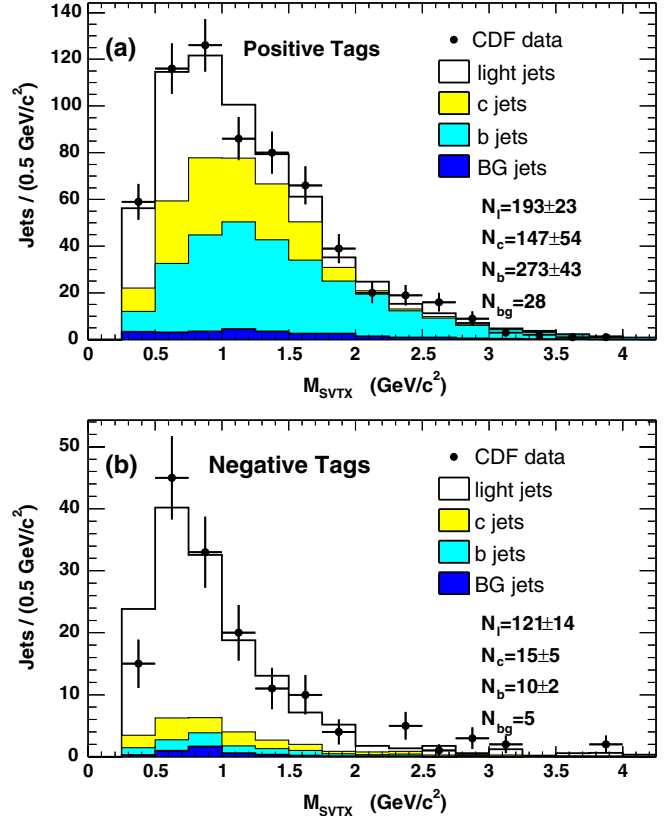 140
(a)
Positive Tags
CDF data
light jets
c jets
b jets
BG jets
N_l=193±23
N_c=147±54
N_b=273±43
N_bg=28
120
100
80
60
40
20
0
Jets / (0.5 GeV/c²)
0 0.5 1 1.5 2 2.5 3 3.5 4
M_SVTX (GeV/c²)
(b)
Negative Tags
CDF data
light jets
c jets
b jets
BG jets
N_l=121±14
N_c=15±5
N_b=10±2
N_bg=5
50
40
30
20
10
0
Jets / (0.5 GeV/c²)
0 0.5 1 1.5 2 2.5 3 3.5 4
M_SVTX (GeV/c²)